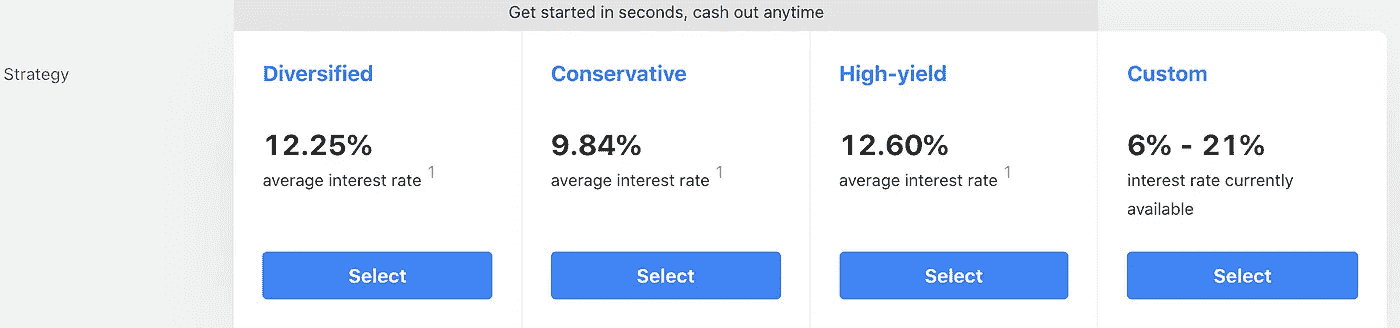 Get started in seconds, cash out anytime
Strategy
Diversified
12.25%
average interest rate 1
Select
Conservative
9.84%
average interest rate 1
Select
High-yield
12.60%
average interest rate 1
Select
Custom
6% - 21%
interest rate currently
available
Select